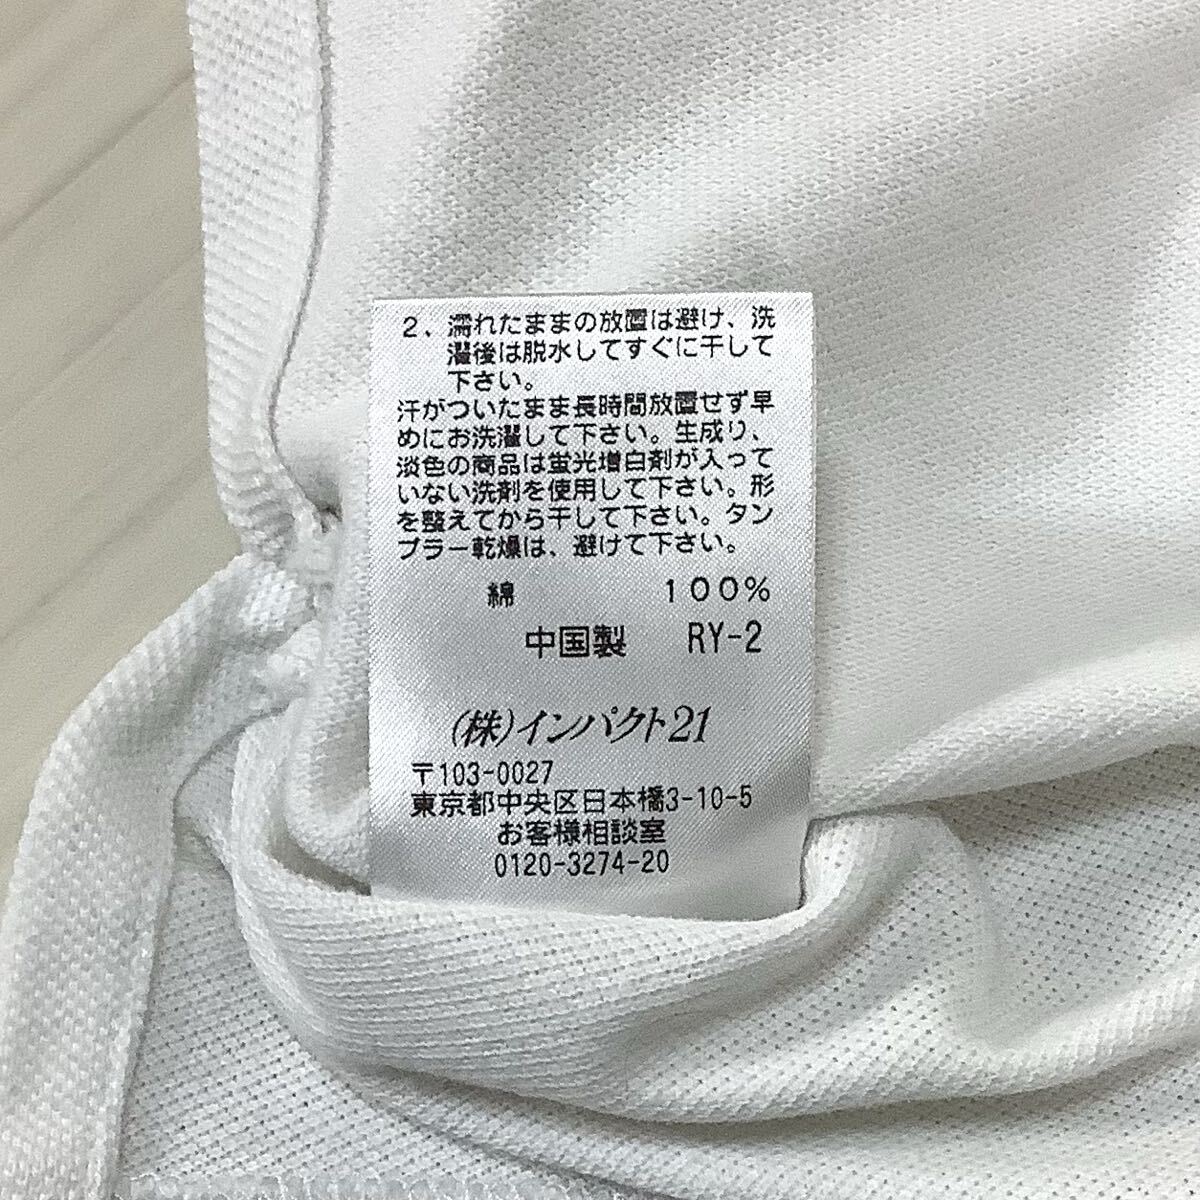 2、濡れたままの放置は避け、洗
濯後は脱水してすぐに干して
下さい。
汗がついたまま長時間放置せず早
めにお洗濯して下さい。生成り、
淡色の商品は蛍光増白剤が入って
いない洗剤を使用して下さい。形
を整えてから干して下さい。タン
ブラー乾燥は、避けて下さい。
綿 100%
中国製 RY-2
(株)インパクト21
〒103-0027
東京都中央区日本橋3-10-5
お客様相談室
0120-3274-20